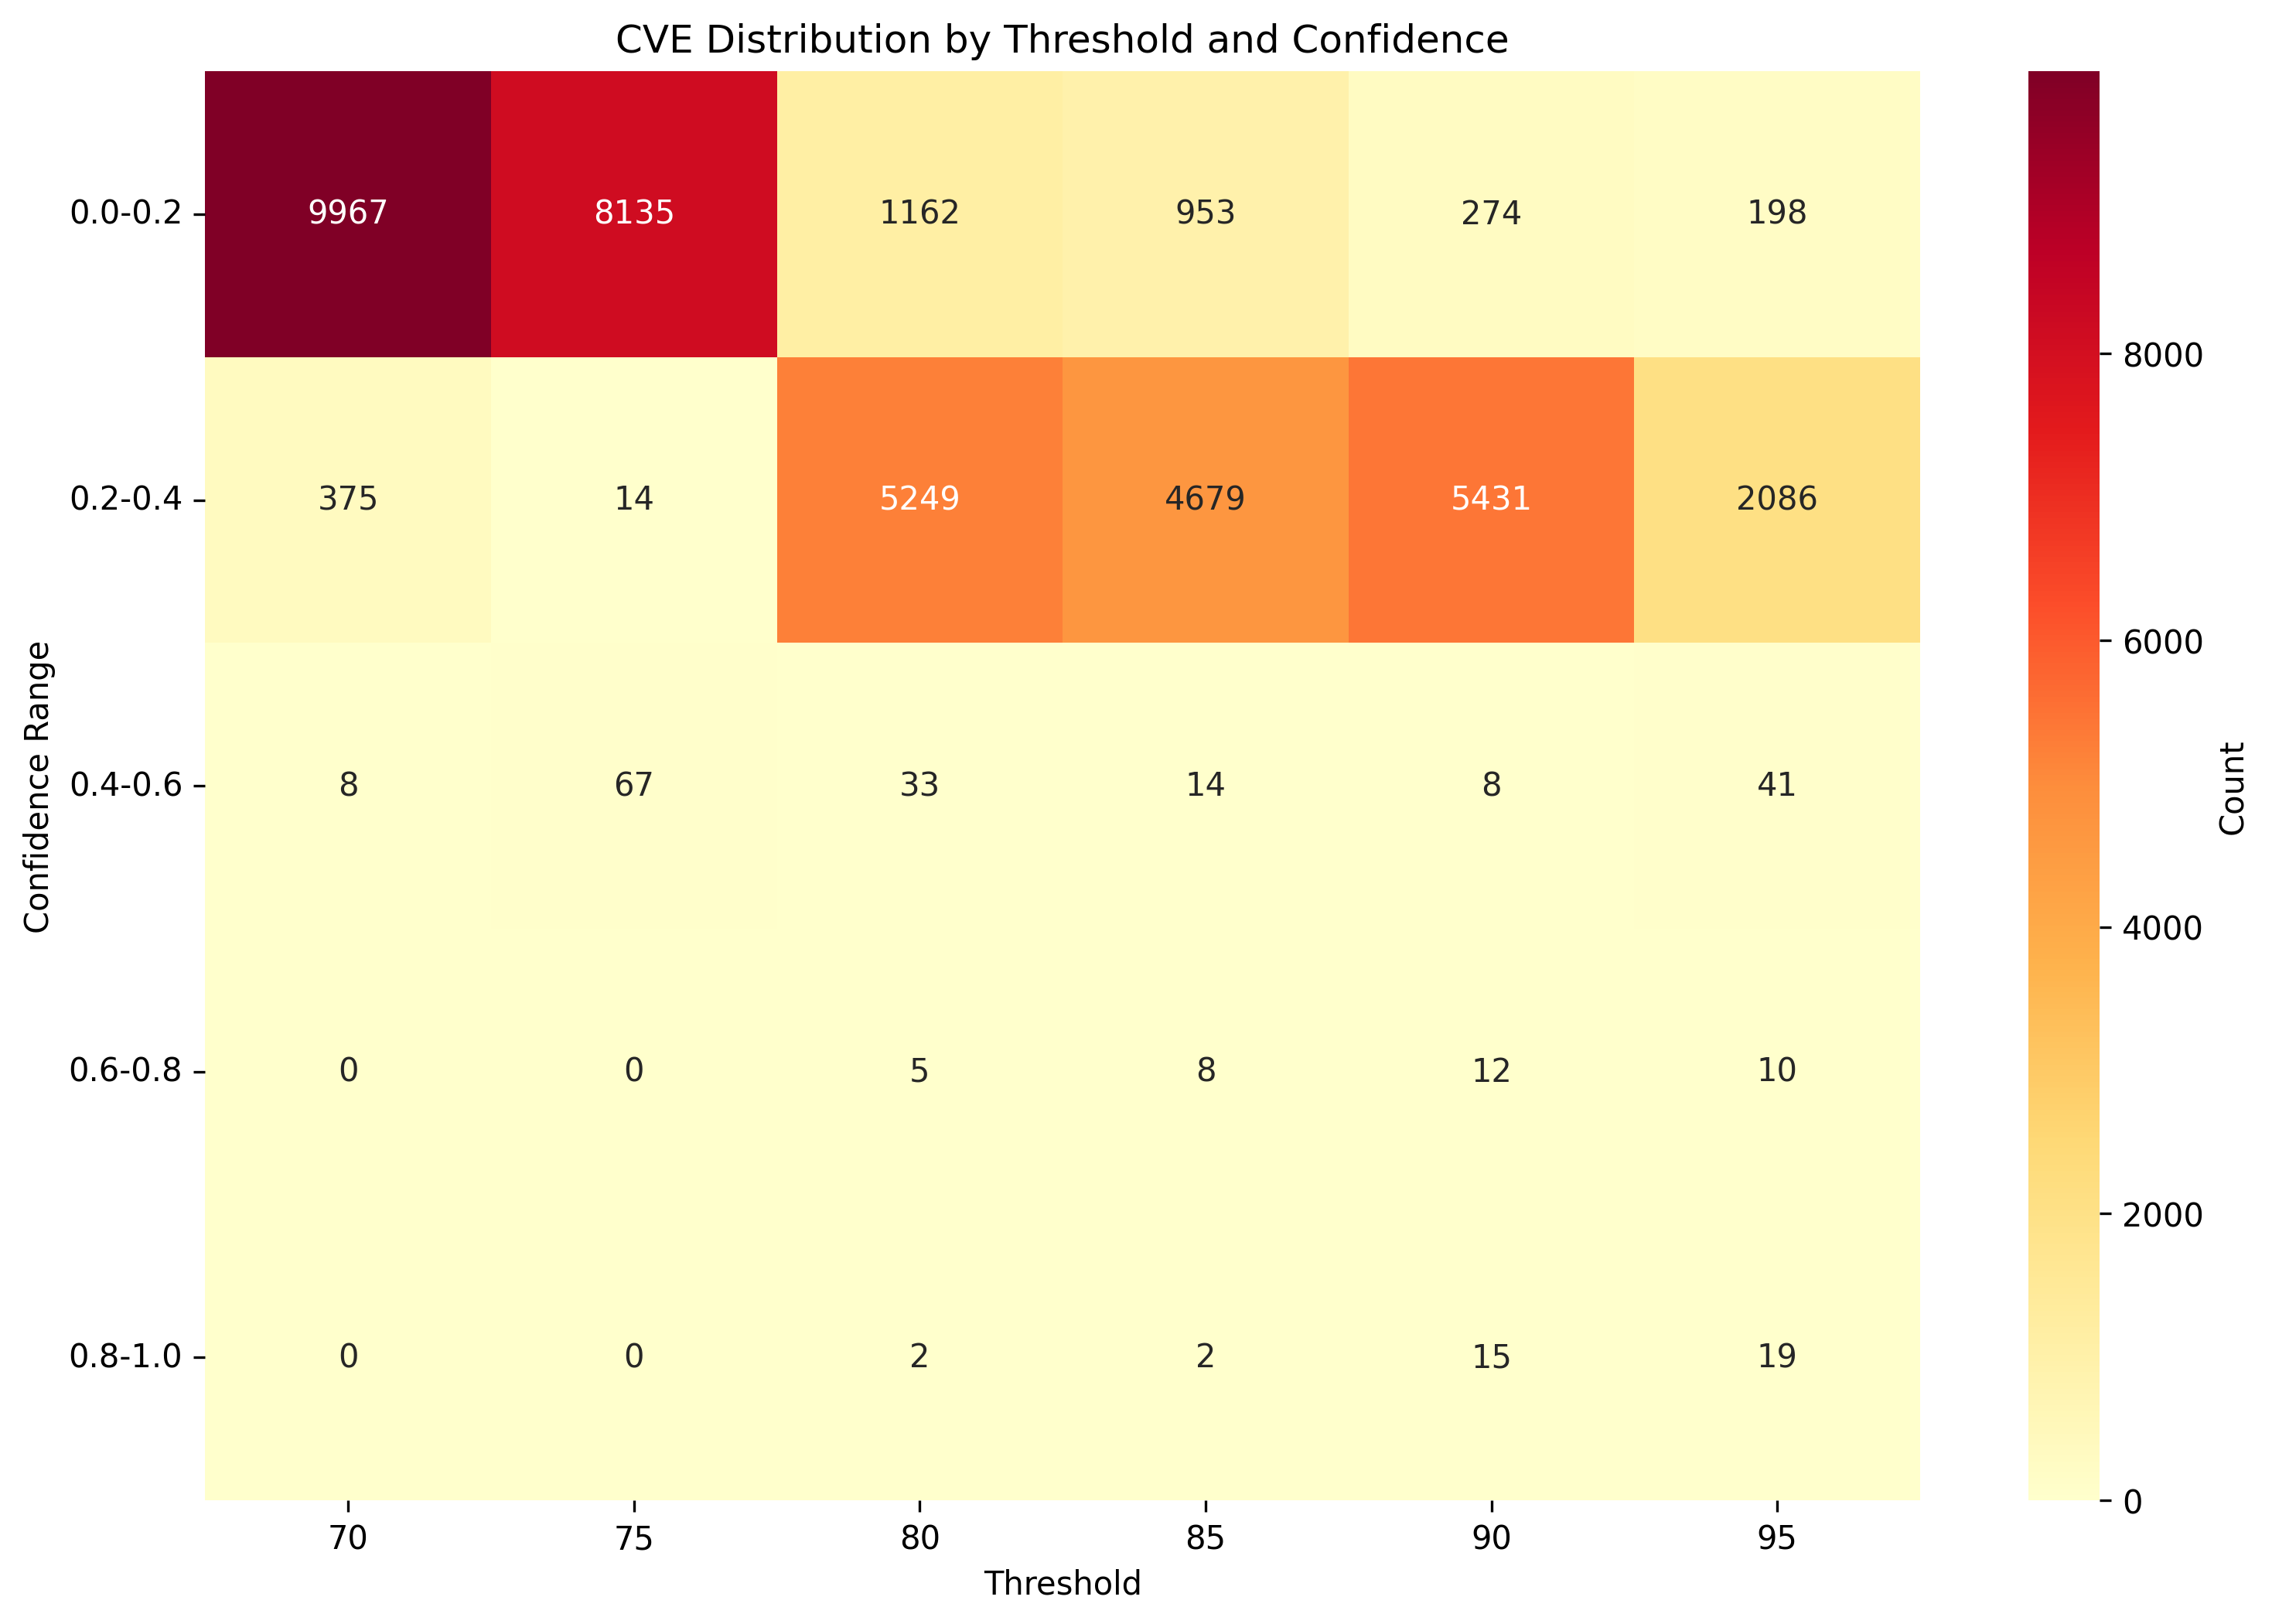 CVE Distribution by Threshold and Confidence
0.0-0.2 9967 8135 1162 953 274 198
0.2-0.4 375 14 5249 4679 5431 2086
0.4-0.6 8 67 33 14 8 41
0.6-0.8 0 0 5 8 12 10
0.8-1.0 0 0 2 2 15 19
70 75 80 85 90 95
Threshold
Confidence Range
8000
6000
4000
2000
0
Count